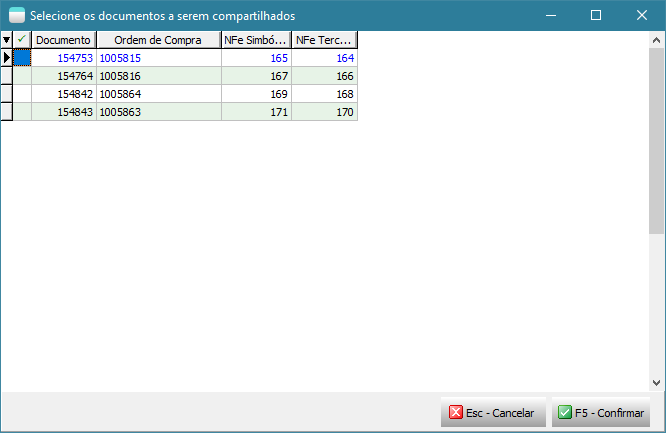 Selecione os documentos a serem compartilhados
Documento Ordem de Compra NFe Simbó... NFe Terc...
154753 1005815 165 164
154764 1005816 167 166
154842 1005864 169 168
154843 1005863 171 170
Esc - Cancelar F5 - Confirmar